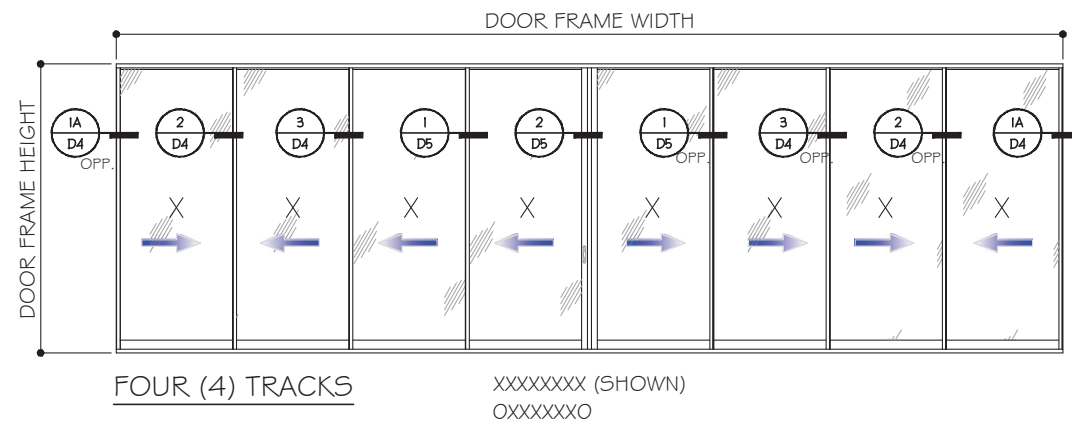 DOOR FRAME WIDTH
DOOR FRAME HEIGHT
1A 2 3 1 2 1 3 2 1A
D4 D4 D4 D5 D5 D5 D4 D4 D4
OPP. OPP. OPP. OPP.
X X X X X X X X
FOUR (4) TRACKS
XXXXXXXX (SHOWN)
OXXXXXXO